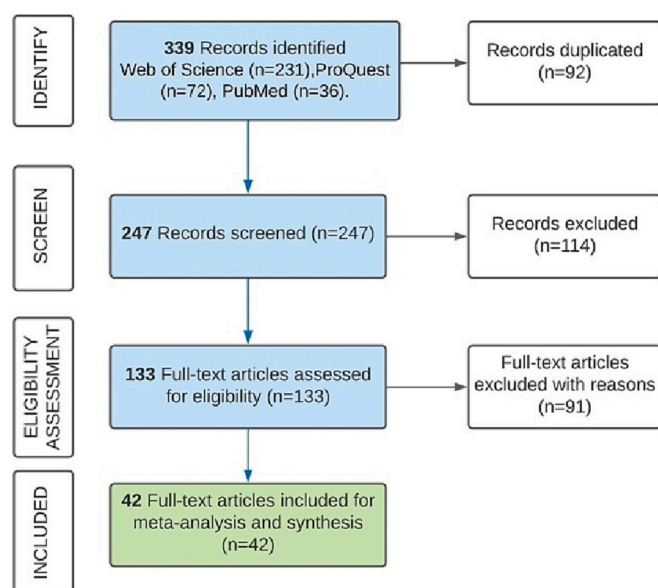 IDENTIFY
339 Records identified
Web of Science (n=231),ProQuest
(n=72), PubMed (n=36).
Records duplicated
(n=92)
SCREEN
247 Records screened (n=247)
Records excluded
(n=114)
ELIGIBILITY
ASSESSMENT
133 Full-text articles assessed
for eligibility (n=133)
Full-text articles
excluded with reasons
(n=91)
INCLUDED
42 Full-text articles included for
meta-analysis and synthesis
(n=42)